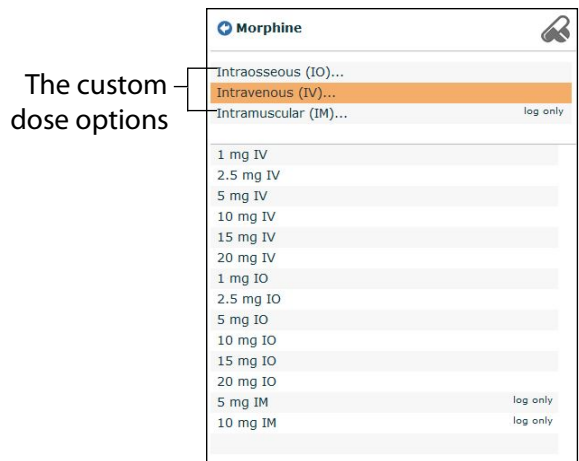 Morphine
The custom
dose options
Intraosseous (IO)...
Intravenous (IV)...
Intramuscular (IM)... log only
1 mg IV
2.5 mg IV
5 mg IV
10 mg IV
15 mg IV
20 mg IV
1 mg IO
2.5 mg IO
5 mg IO
10 mg IO
15 mg IO
20 mg IO
5 mg IM log only
10 mg IM log only